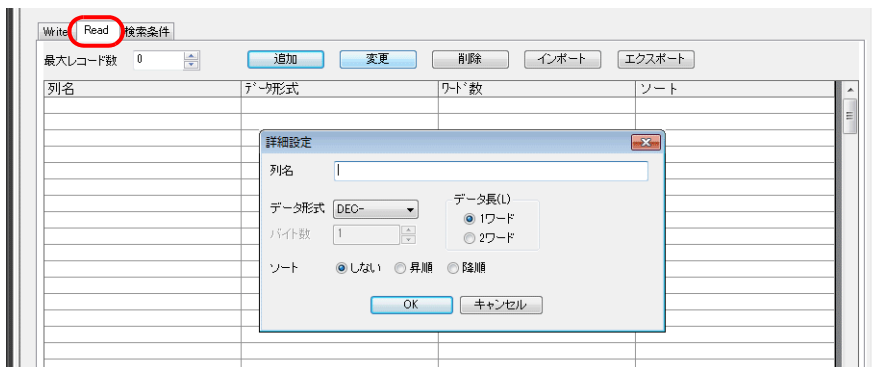 Write Read 検索条件
最大レコード数 0 追加 変更 削除 インポート エクスポート
列名 データ形式 ワード数 ソート
詳細設定
列名
データ形式 DEC- データ長(L)
1ワード
バイト数 1 2ワード
ソート しない 昇順 降順
OK キャンセル